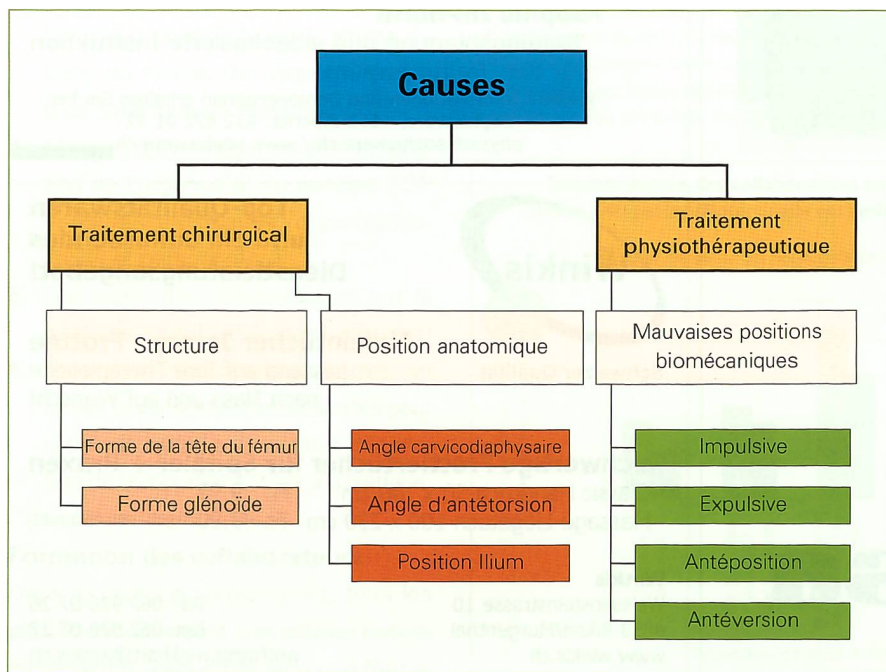 Causes
Traitement chirurgical
Traitement
physiothérapeutique
Structure
Position anatomique
Mauvaises positions
biomécaniques
Forme de la tête du fémur
Forme glénoïde
Angle carvicodiaphysaire
Angle d'antétorsion
Position Ilium
Impulsive
Expulsive
Antéposition
Antéversion